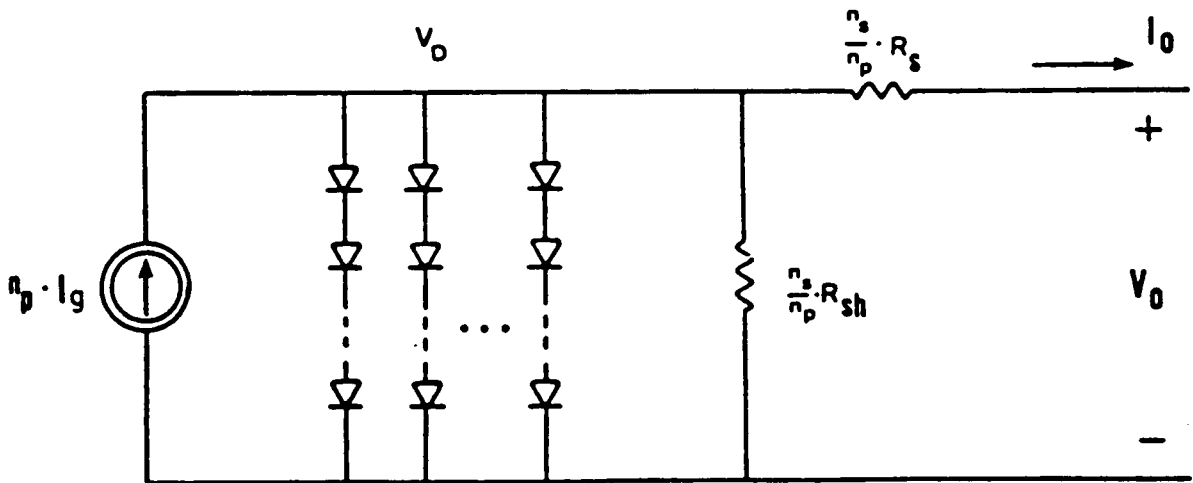 V_D
n_s/n_p · R_s
I_0
+
n_p · I_g
• • •
n_s/n_p · R_sh
V_0
−